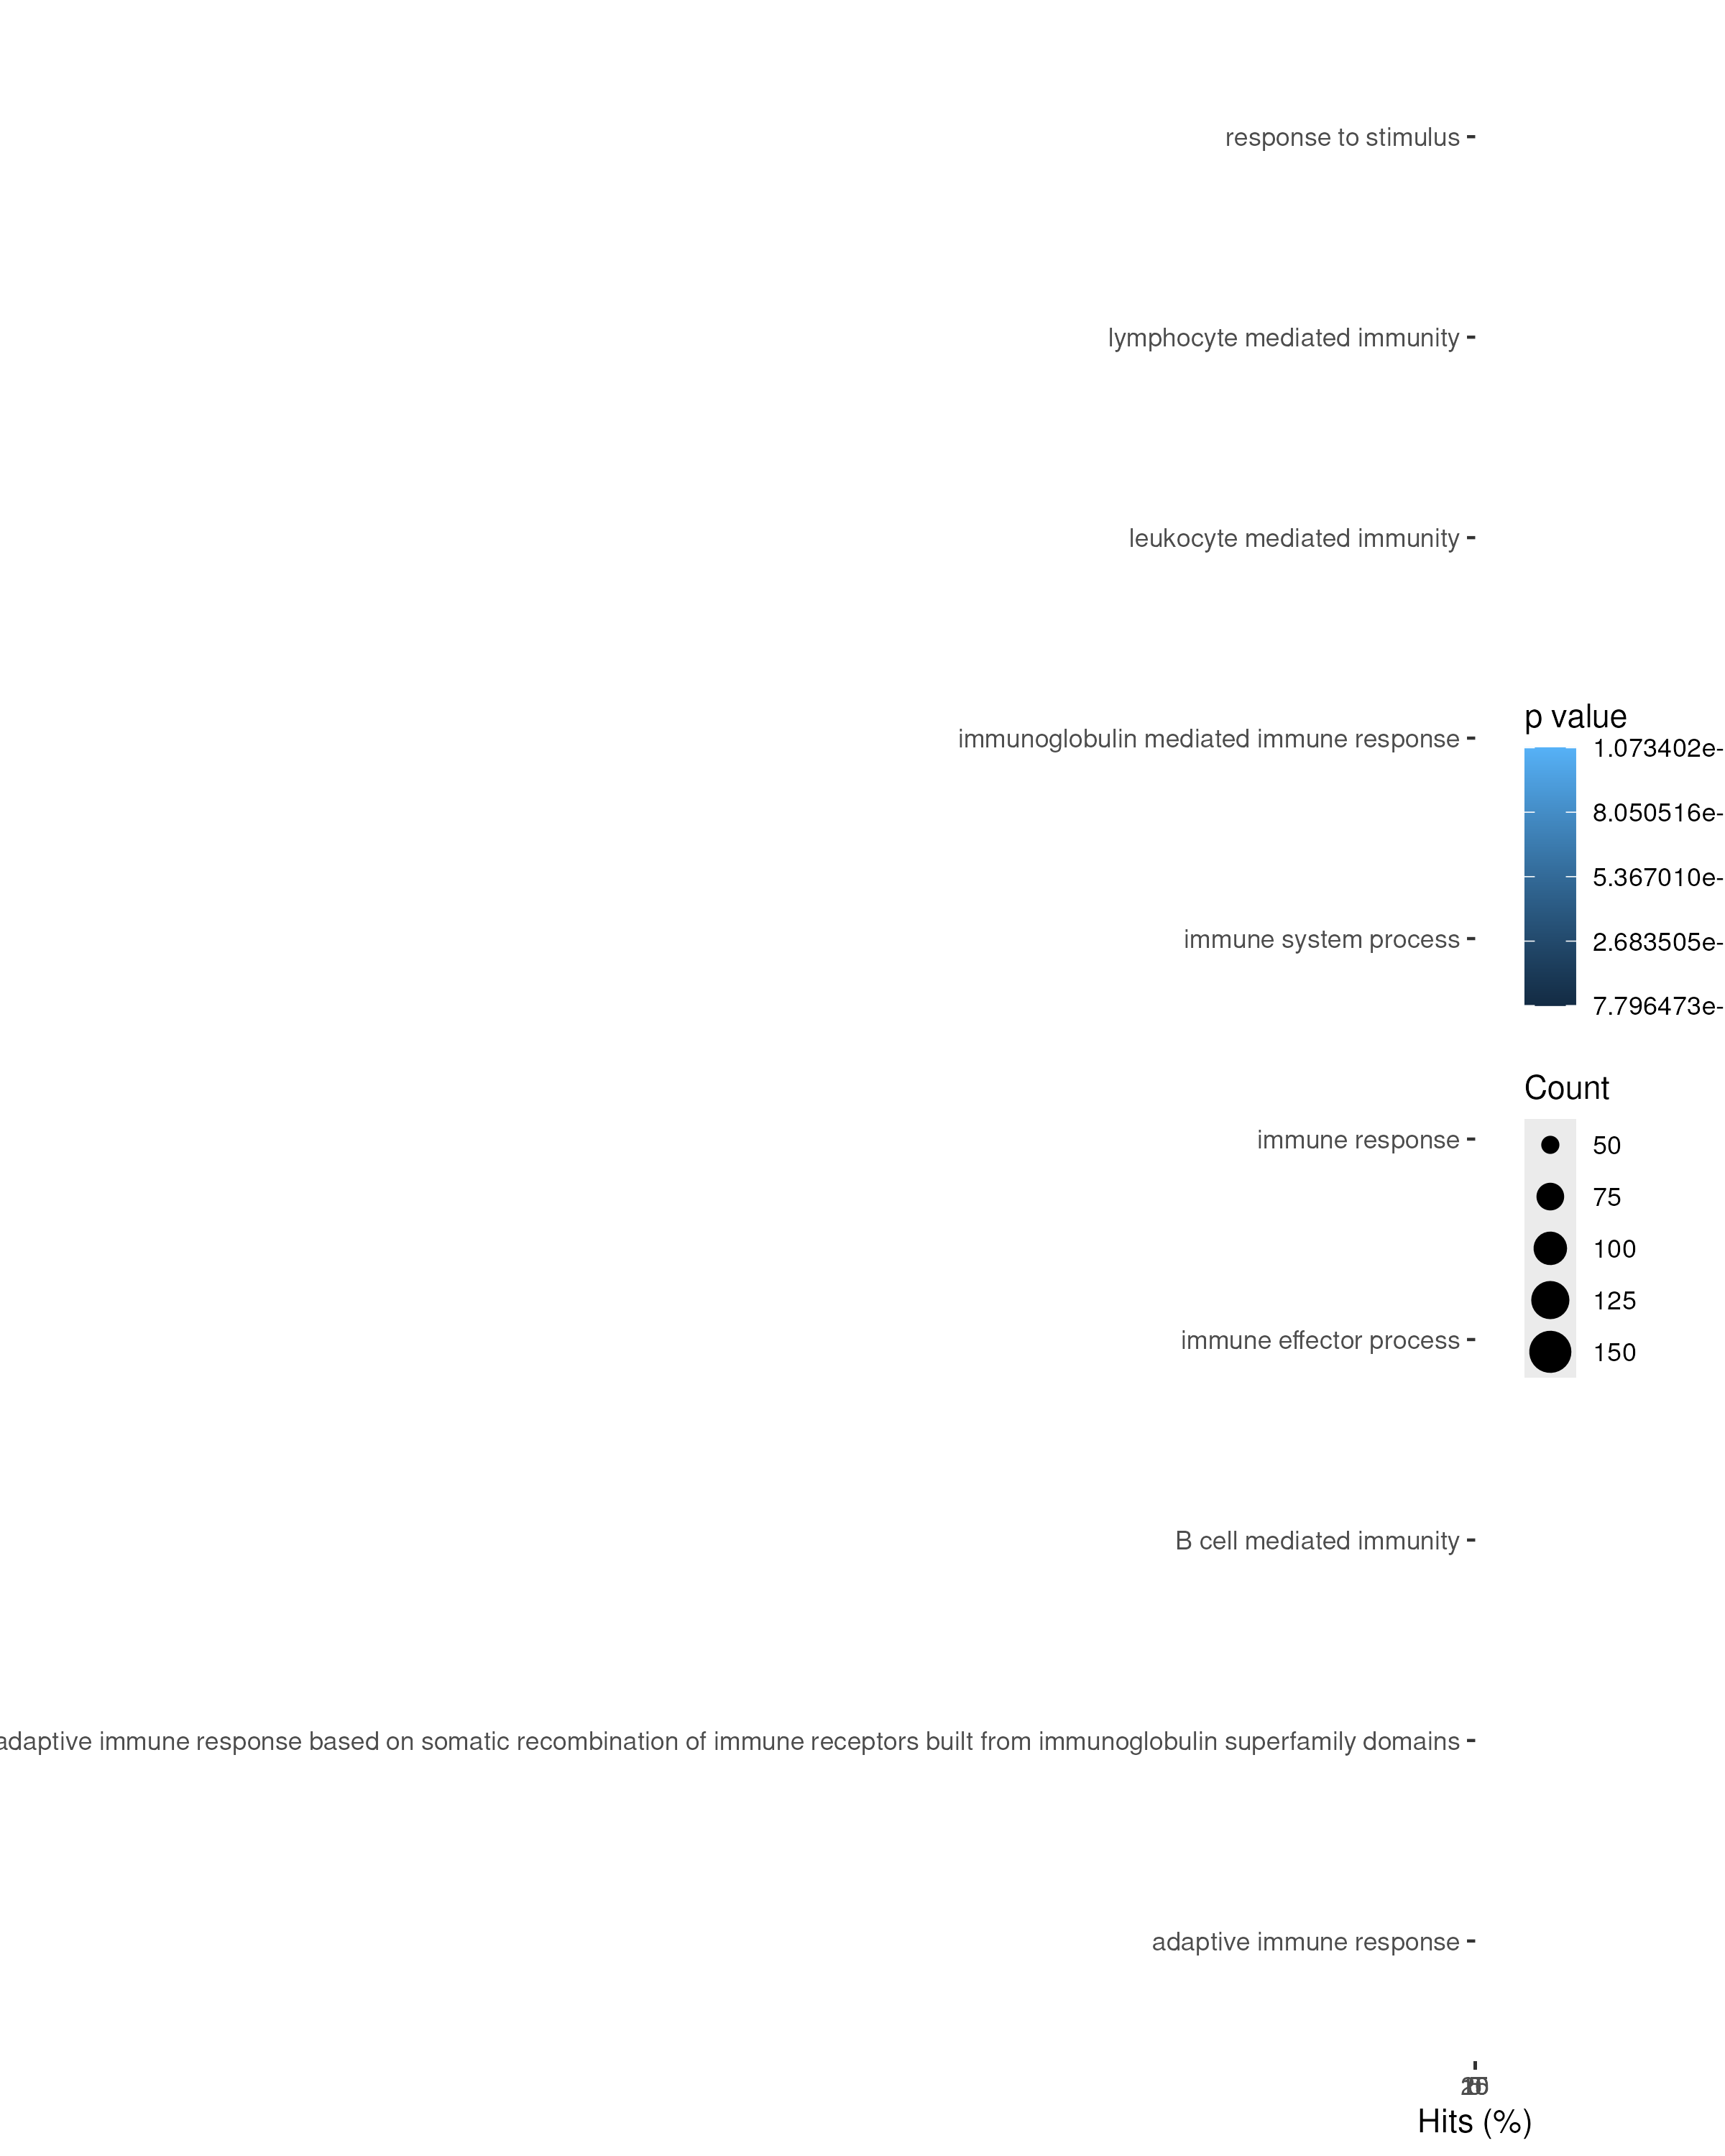 response to stimulus
lymphocyte mediated immunity
leukocyte mediated immunity
immunoglobulin mediated immune response
p value
1.073402e-
8.050516e-
5.367010e-
2.683505e-
7.796473e-
immune system process
Count
50
75
100
125
150
immune response
immune effector process
B cell mediated immunity
adaptive immune response based on somatic recombination of immune receptors built from immunoglobulin superfamily domains
adaptive immune response
Hits (%)